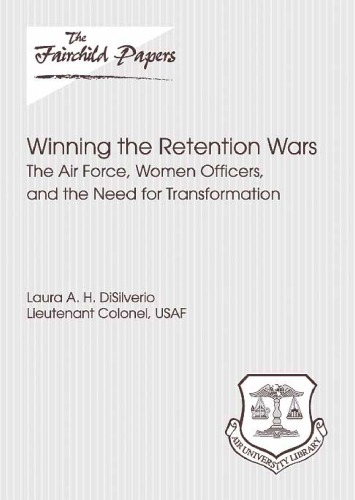 The
Fairchild Papers
Winning the Retention Wars
The Air Force, Women Officers,
and the Need for Transformation
Laura A. H. DiSilverio
Lieutenant Colonel, USAF
AIR UNIVERSITY LIBRARY